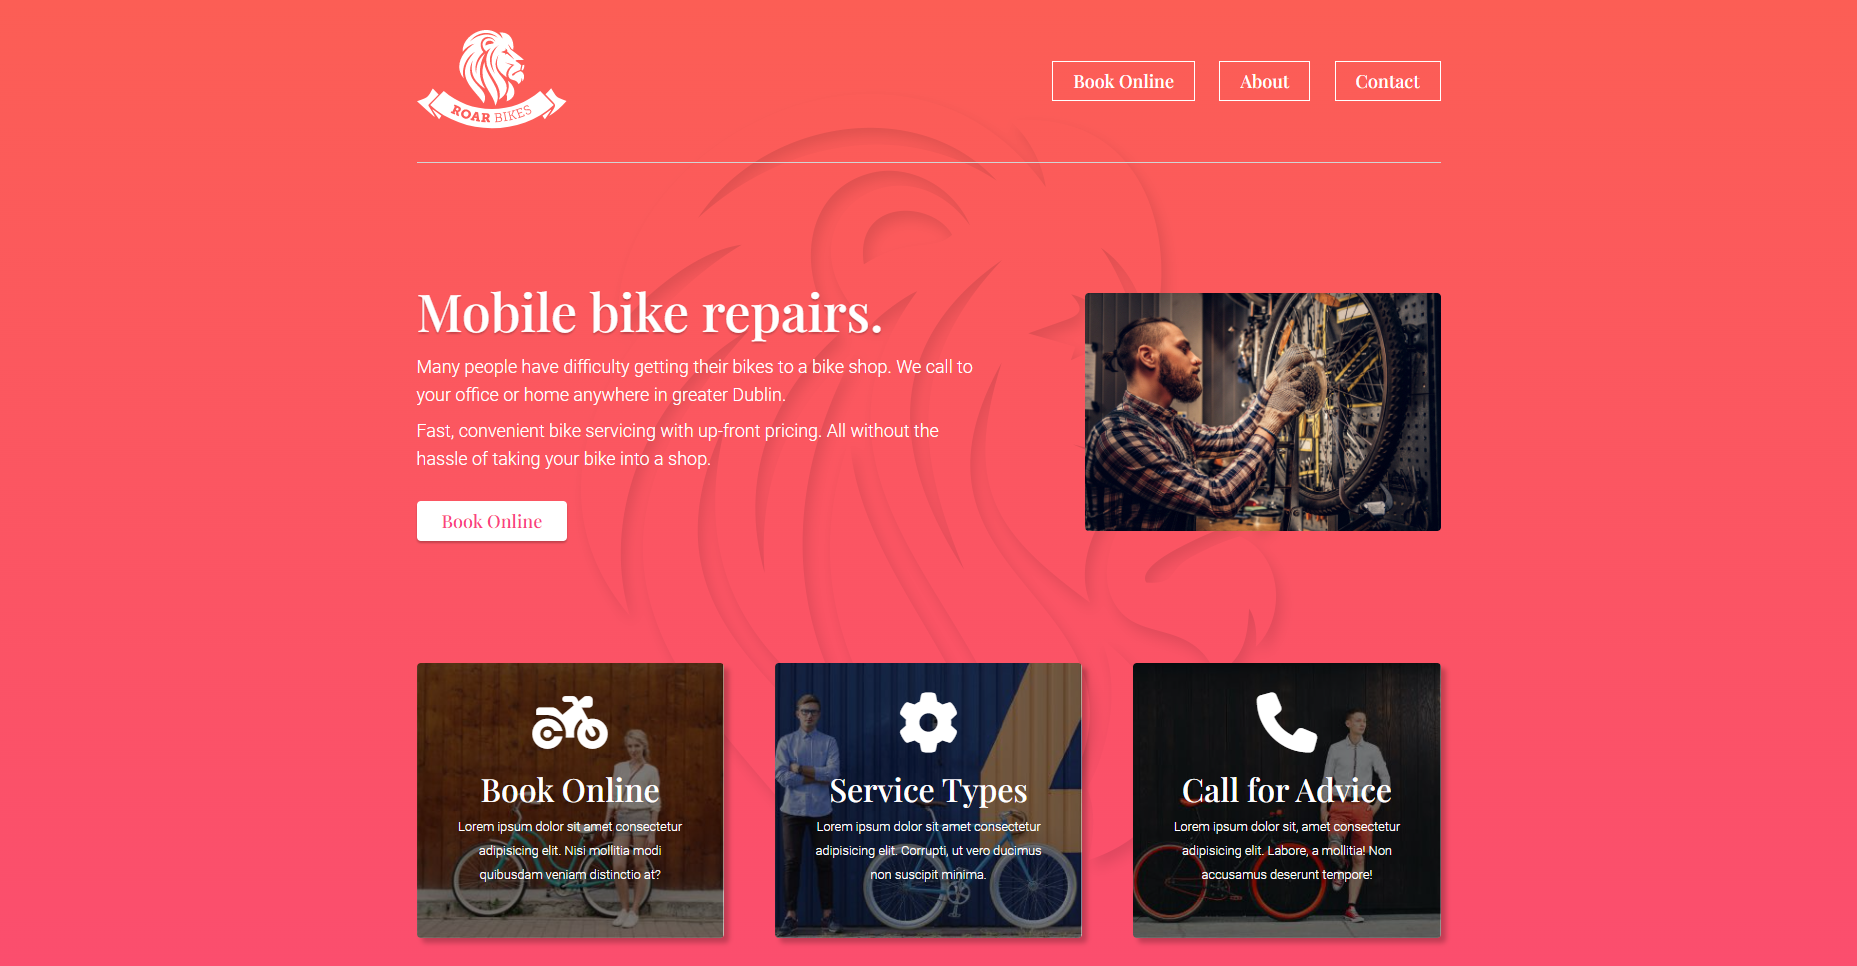 ROAR BIKES
Book Online
About
Contact
Mobile bike repairs.
Many people have difficulty getting their bikes to a bike shop. We call to
your office or home anywhere in greater Dublin.
Fast, convenient bike servicing with up-front pricing. All without the
hassle of taking your bike into a shop.
Book Online
Book Online
Lorem ipsum dolor sit amet consectetur
adipisicing elit. Nisi mollitia modi
quibusdam veniam distinctio at?
Service Types
Lorem ipsum dolor sit amet consectetur
adipisicing elit. Corrupti, ut vero ducimus
non suscipit minima.
Call for Advice
Lorem ipsum dolor sit, amet consectetur
adipisicing elit. Labore, a mollitia! Non
accusamus deserunt tempore!